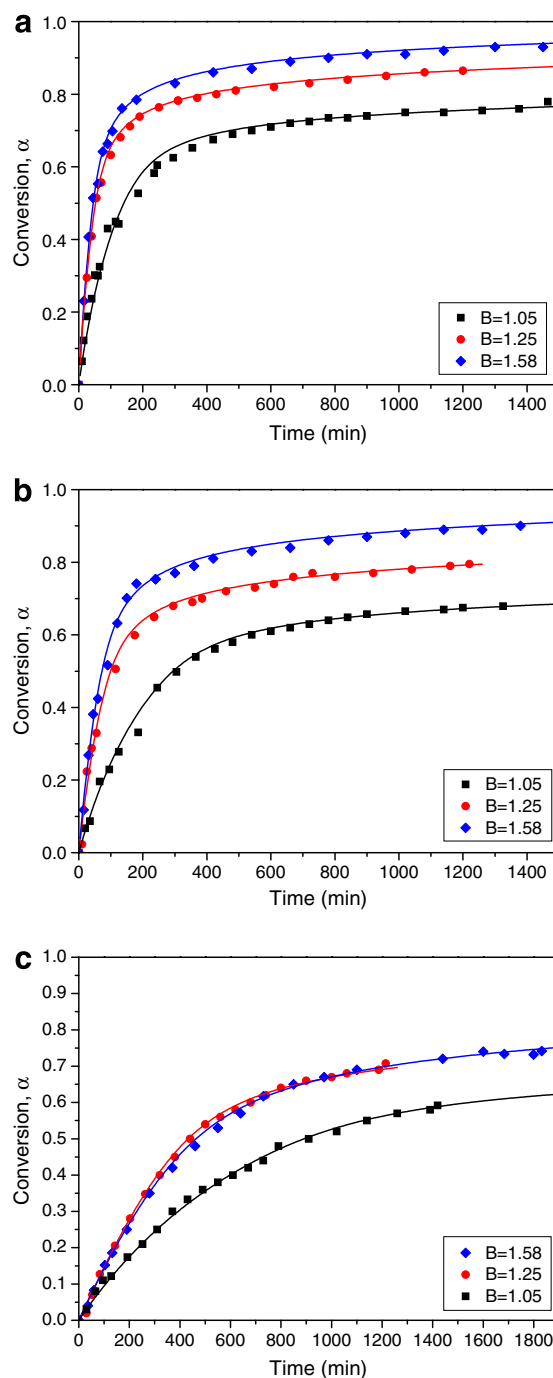 a
1.0
0.8
0.6
0.4
0.2
0.0
Conversion, α
0 200 400 600 800 1000 1200 1400
Time (min)
B=1.05
B=1.25
B=1.58
b
1.0
0.8
0.6
0.4
0.2
0.0
Conversion, α
0 200 400 600 800 1000 1200 1400
Time (min)
B=1.05
B=1.25
B=1.58
c
1.0
0.9
0.8
0.7
0.6
0.5
0.4
0.3
0.2
0.1
0.0
Conversion, α
0 200 400 600 800 1000 1200 1400 1600 1800
Time (min)
B=1.58
B=1.25
B=1.05